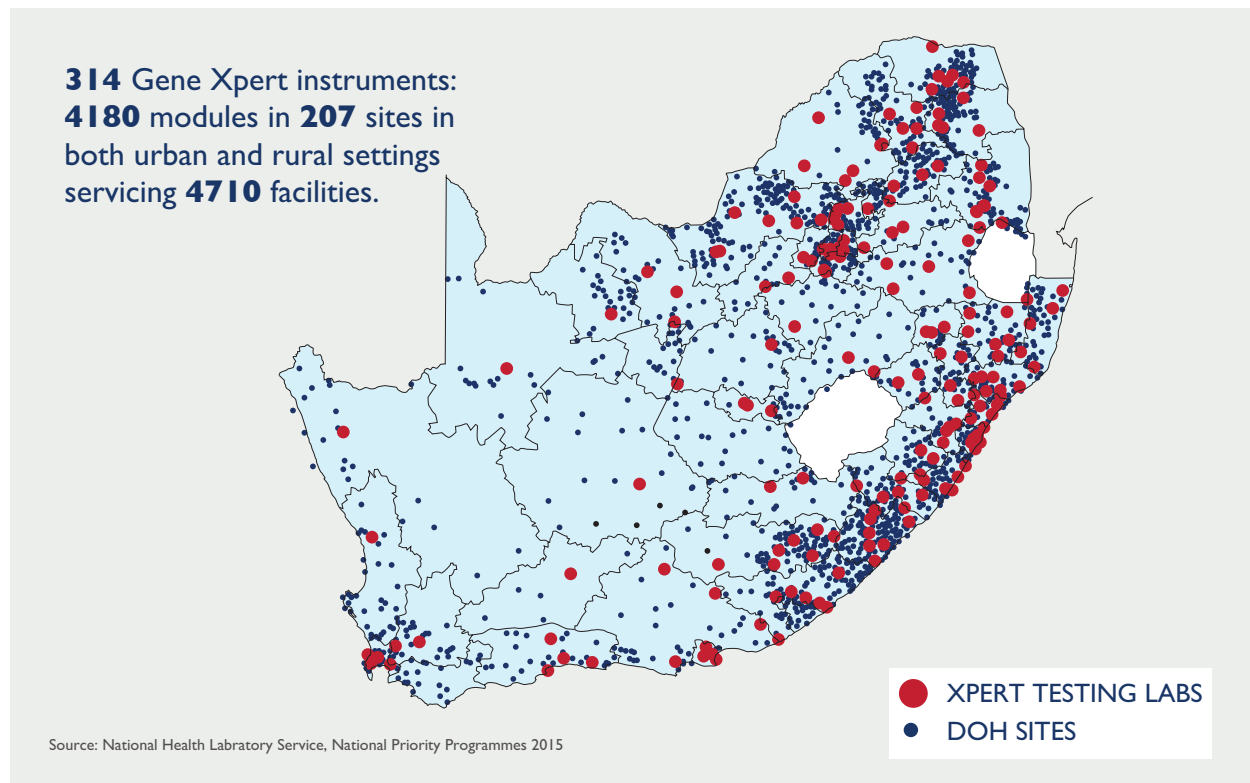 314 Gene Xpert instruments:
4180 modules in 207 sites in
both urban and rural settings
servicing 4710 facilities.
XPERT TESTING LABS
DOH SITES
Source: National Health Labratory Service, National Priority Programmes 2015